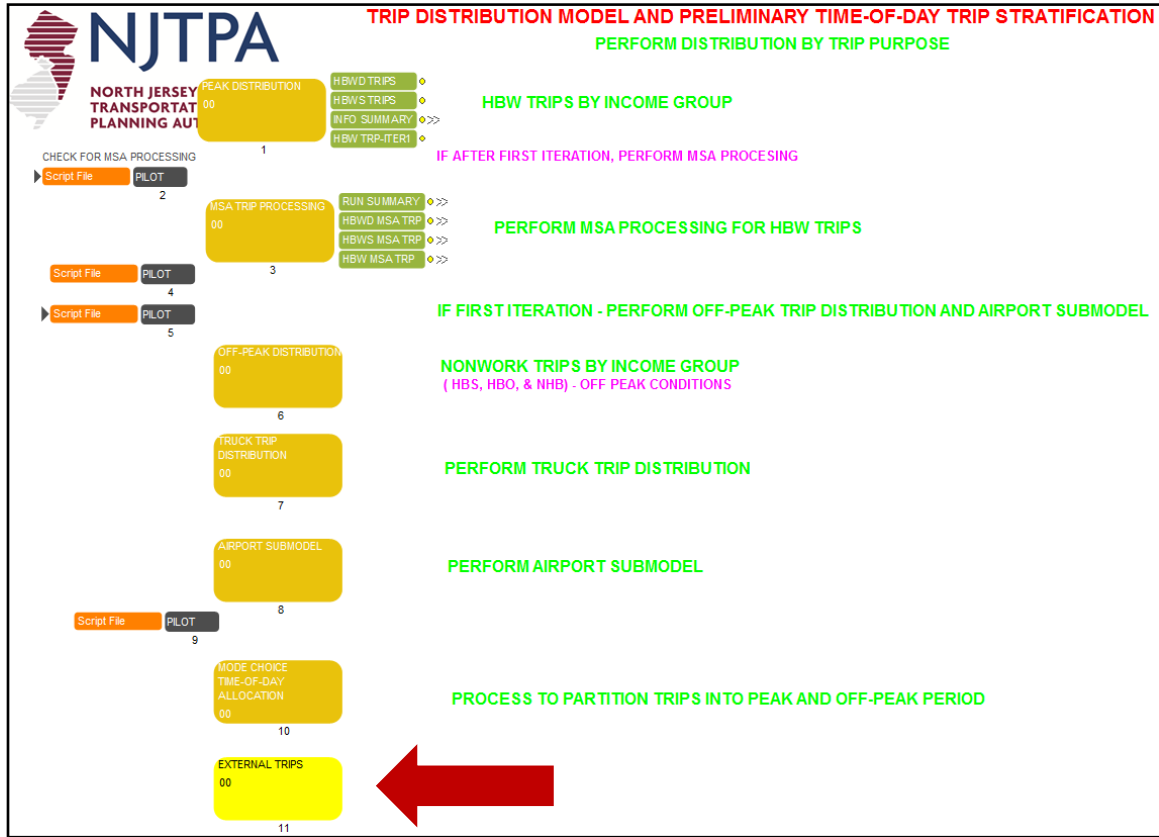 TRIP DISTRIBUTION MODEL AND PRELIMINARY TIME-OF-DAY TRIP STRATIFICATION
NJTPA
PERFORM DISTRIBUTION BY TRIP PURPOSE
NORTH JERSEY
TRANSPORTAT
PLANNING AUT
PEAK DISTRIBUTION
00
1
HBWD TRIPS
HBWS TRIPS
INFO SUMMARY >>
HBW TRP-ITER1
HBW TRIPS BY INCOME GROUP
IF AFTER FIRST ITERATION, PERFORM MSA PROCESING
CHECK FOR MSA PROCESSING
Script File PILOT
2
MSA TRIP PROCESSING
00
3
RUN SUMMARY >>
HBWD MSA TRP >>
HBWS MSA TRP >>
HBW MSA TRP >>
PERFORM MSA PROCESSING FOR HBW TRIPS
Script File PILOT
4
Script File PILOT
5
IF FIRST ITERATION - PERFORM OFF-PEAK TRIP DISTRIBUTION AND AIRPORT SUBMODEL
OFF-PEAK DISTRIBUTION
00
6
NONWORK TRIPS BY INCOME GROUP
( HBS, HBO, & NHB) - OFF PEAK CONDITIONS
TRUCK TRIP
DISTRIBUTION
00
7
PERFORM TRUCK TRIP DISTRIBUTION
AIRPORT SUBMODEL
00
8
PERFORM AIRPORT SUBMODEL
Script File PILOT
9
MODE CHOICE
TIME-OF-DAY
ALLOCATION
00
10
PROCESS TO PARTITION TRIPS INTO PEAK AND OFF-PEAK PERIOD
EXTERNAL TRIPS
00
11